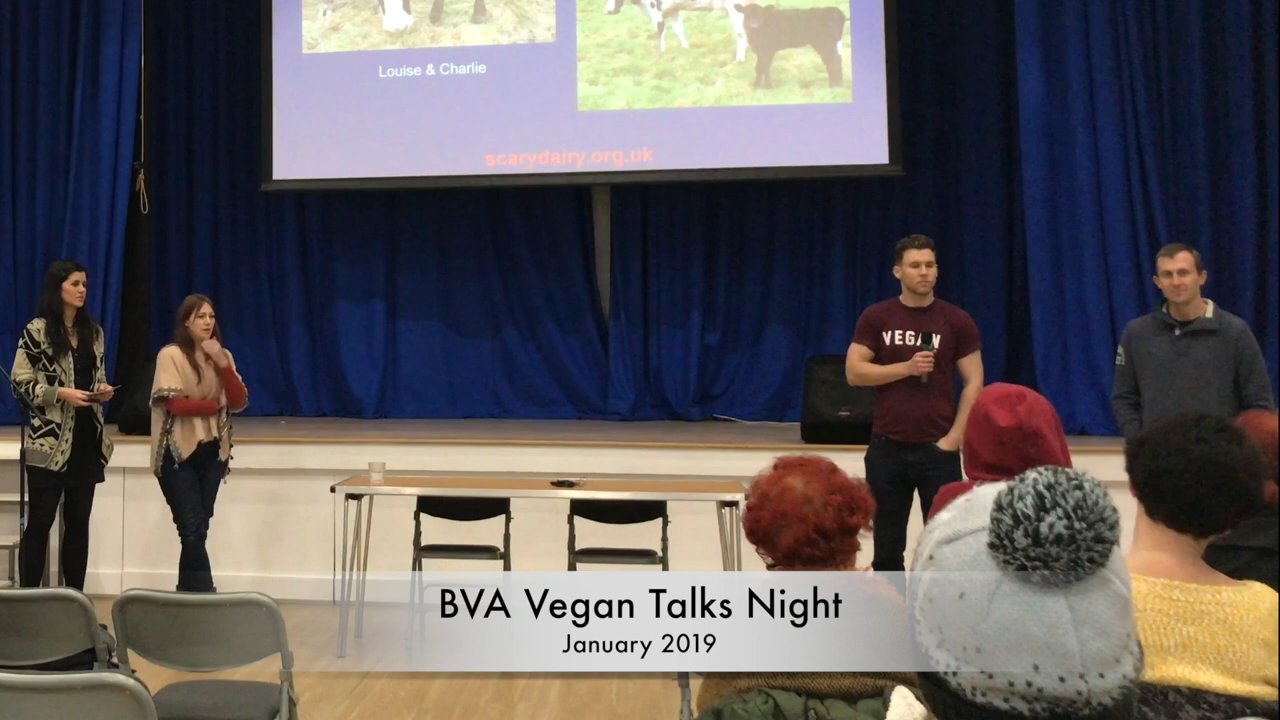 Louise & Charlie
scarydairy.org.uk
VEGAN
BVA Vegan Talks Night
January 2019